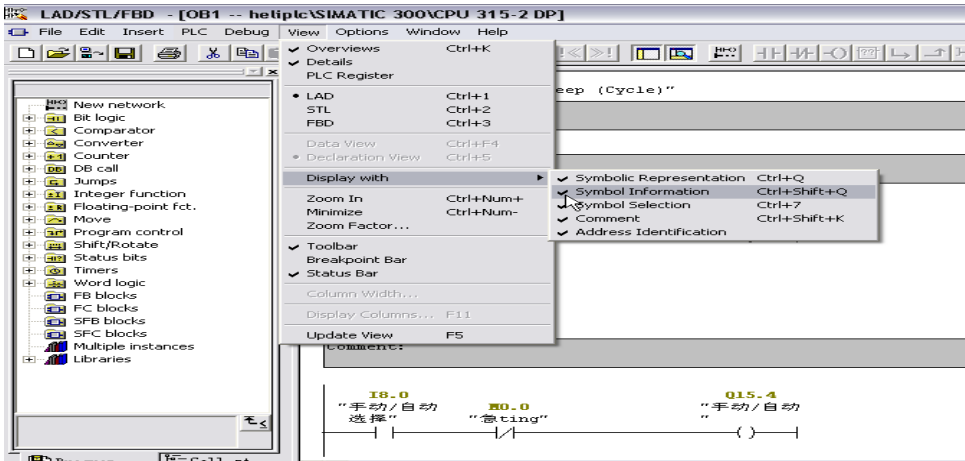 LAD/STL/FBD - [OB1 -- heliplc\SIMATIC 300\CPU 315-2 DP]
File Edit Insert PLC Debug View Options Window Help
Overviews Ctrl+K
Details
PLC Register
LAD Ctrl+1
STL Ctrl+2
FBD Ctrl+3
Data View Ctrl+F4
Declaration View Ctrl+5
Display with
Zoom In Ctrl+Num+
Minimize Ctrl+Num-
Zoom Factor...
Toolbar
Breakpoint Bar
Status Bar
Column Width...
Display Columns... F11
Update View F5
Symbolic Representation Ctrl+Q
Symbol Information Ctrl+Shift+Q
Symbol Selection Ctrl+7
Comment Ctrl+Shift+K
Address Identification
New network
Bit logic
Comparator
Converter
Counter
DB call
Jumps
Integer function
Floating-point fct.
Move
Program control
Shift/Rotate
Status bits
Timers
Word logic
FB blocks
FC blocks
SFB blocks
SFC blocks
Multiple instances
Libraries
eep (Cycle)"
Comment:
I8.0
"手动/自动
选择"
M0.0
"急ting"
Q15.4
"手动/自动
"